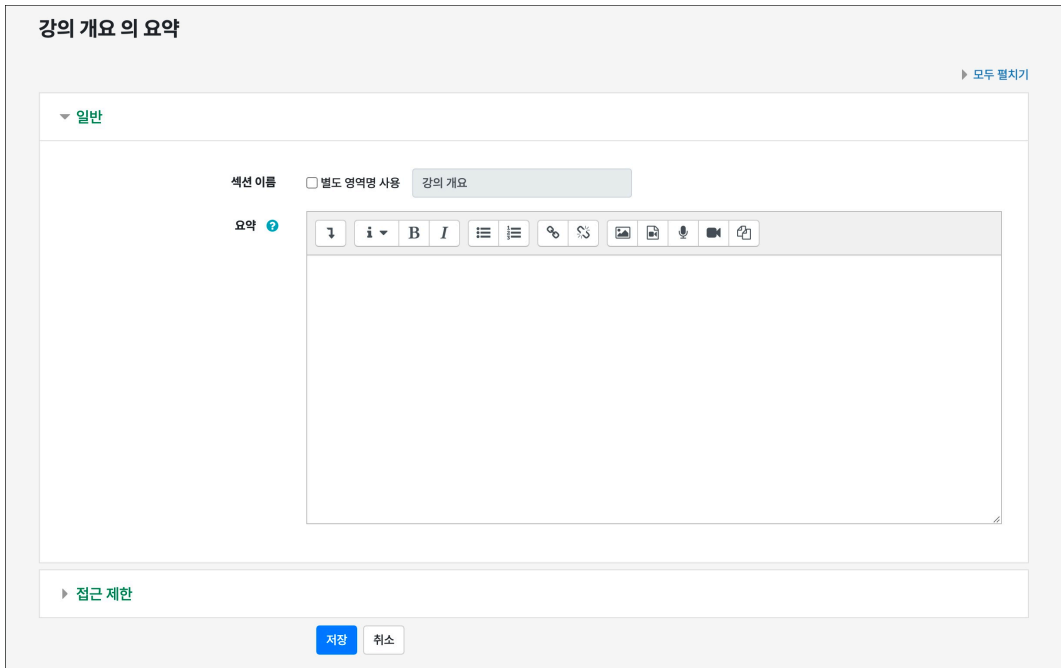 강의 개요 의 요약
모두 펼치기
일반
섹션 이름 별도 영역명 사용 강의 개요
요약
B I
접근 제한
저장 취소